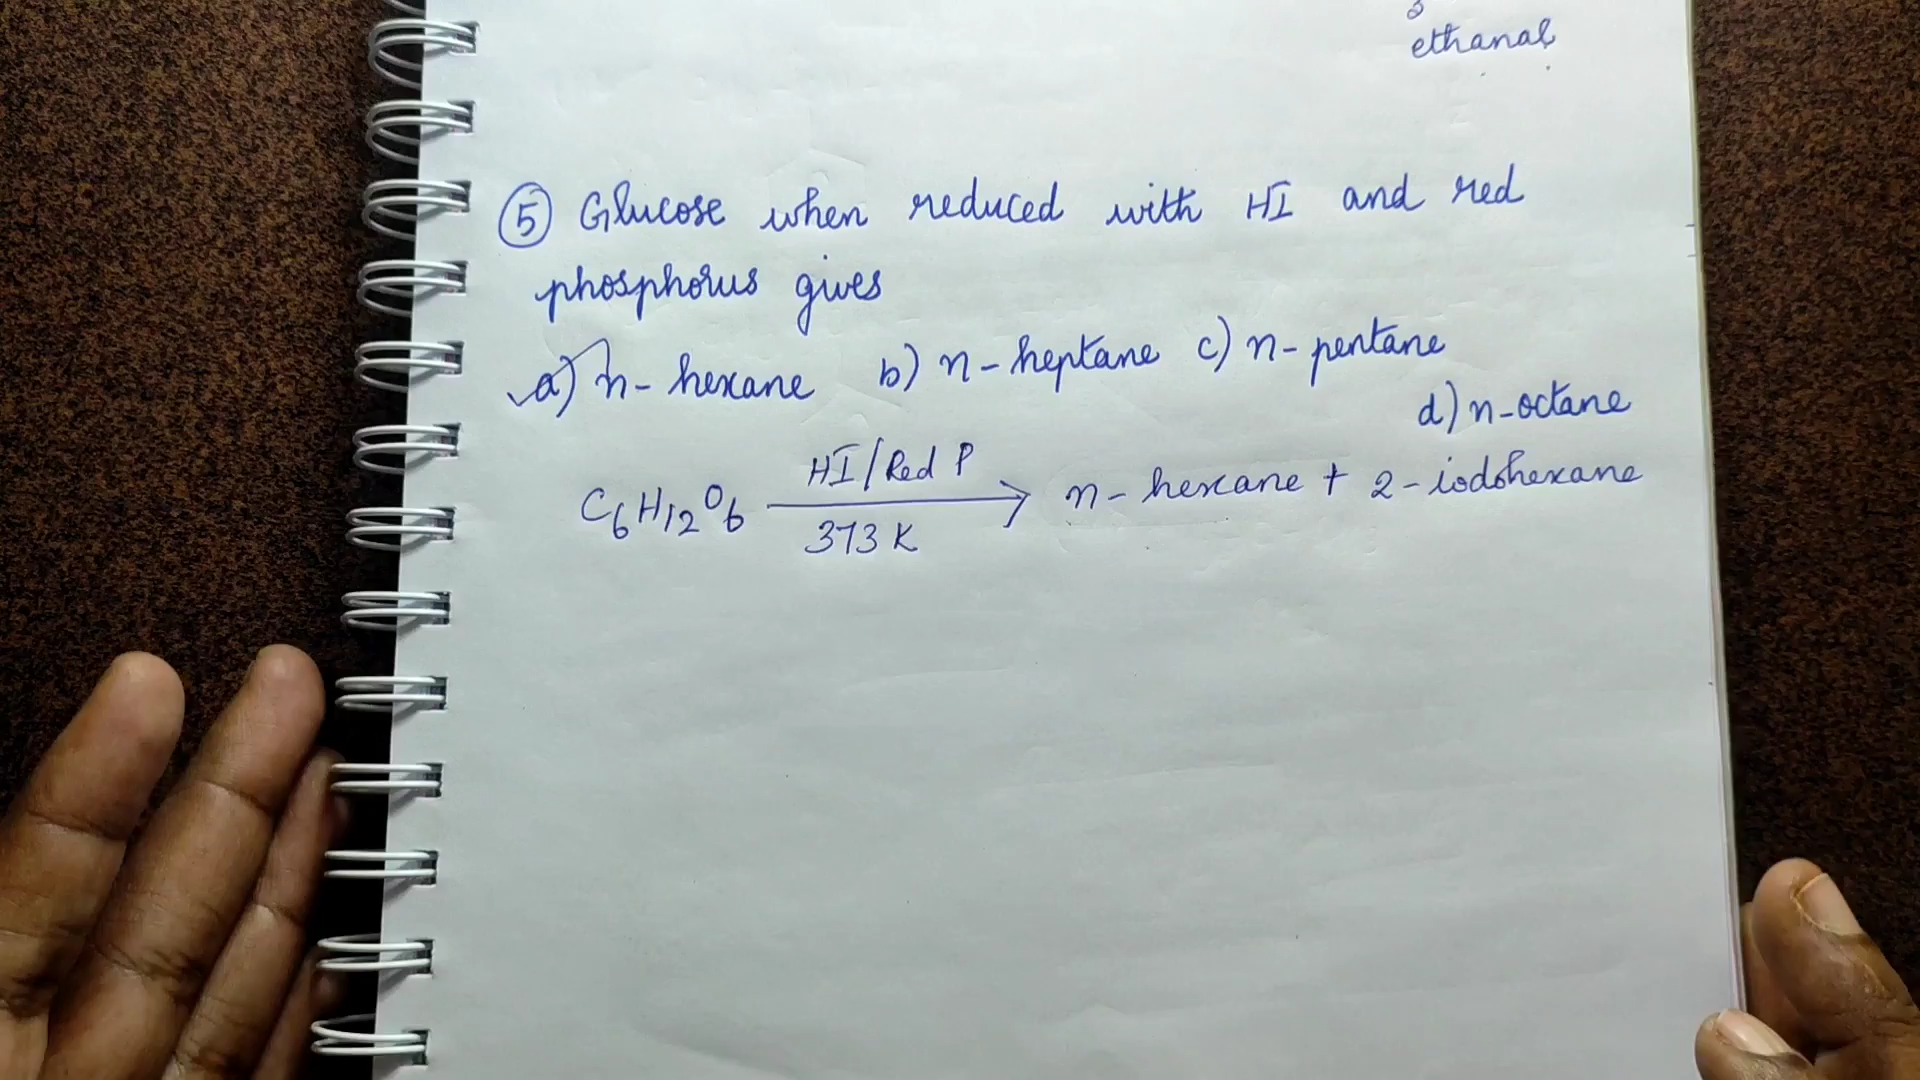 3
ethanal
⑤ Glucose when reduced with HI and red
phosphorus gives
a) n- hexane b) n- heptane c) n- pentane
d) n-octane
C6H12O6 HI/Red P 373 K → n- hexane + 2-iodohexane